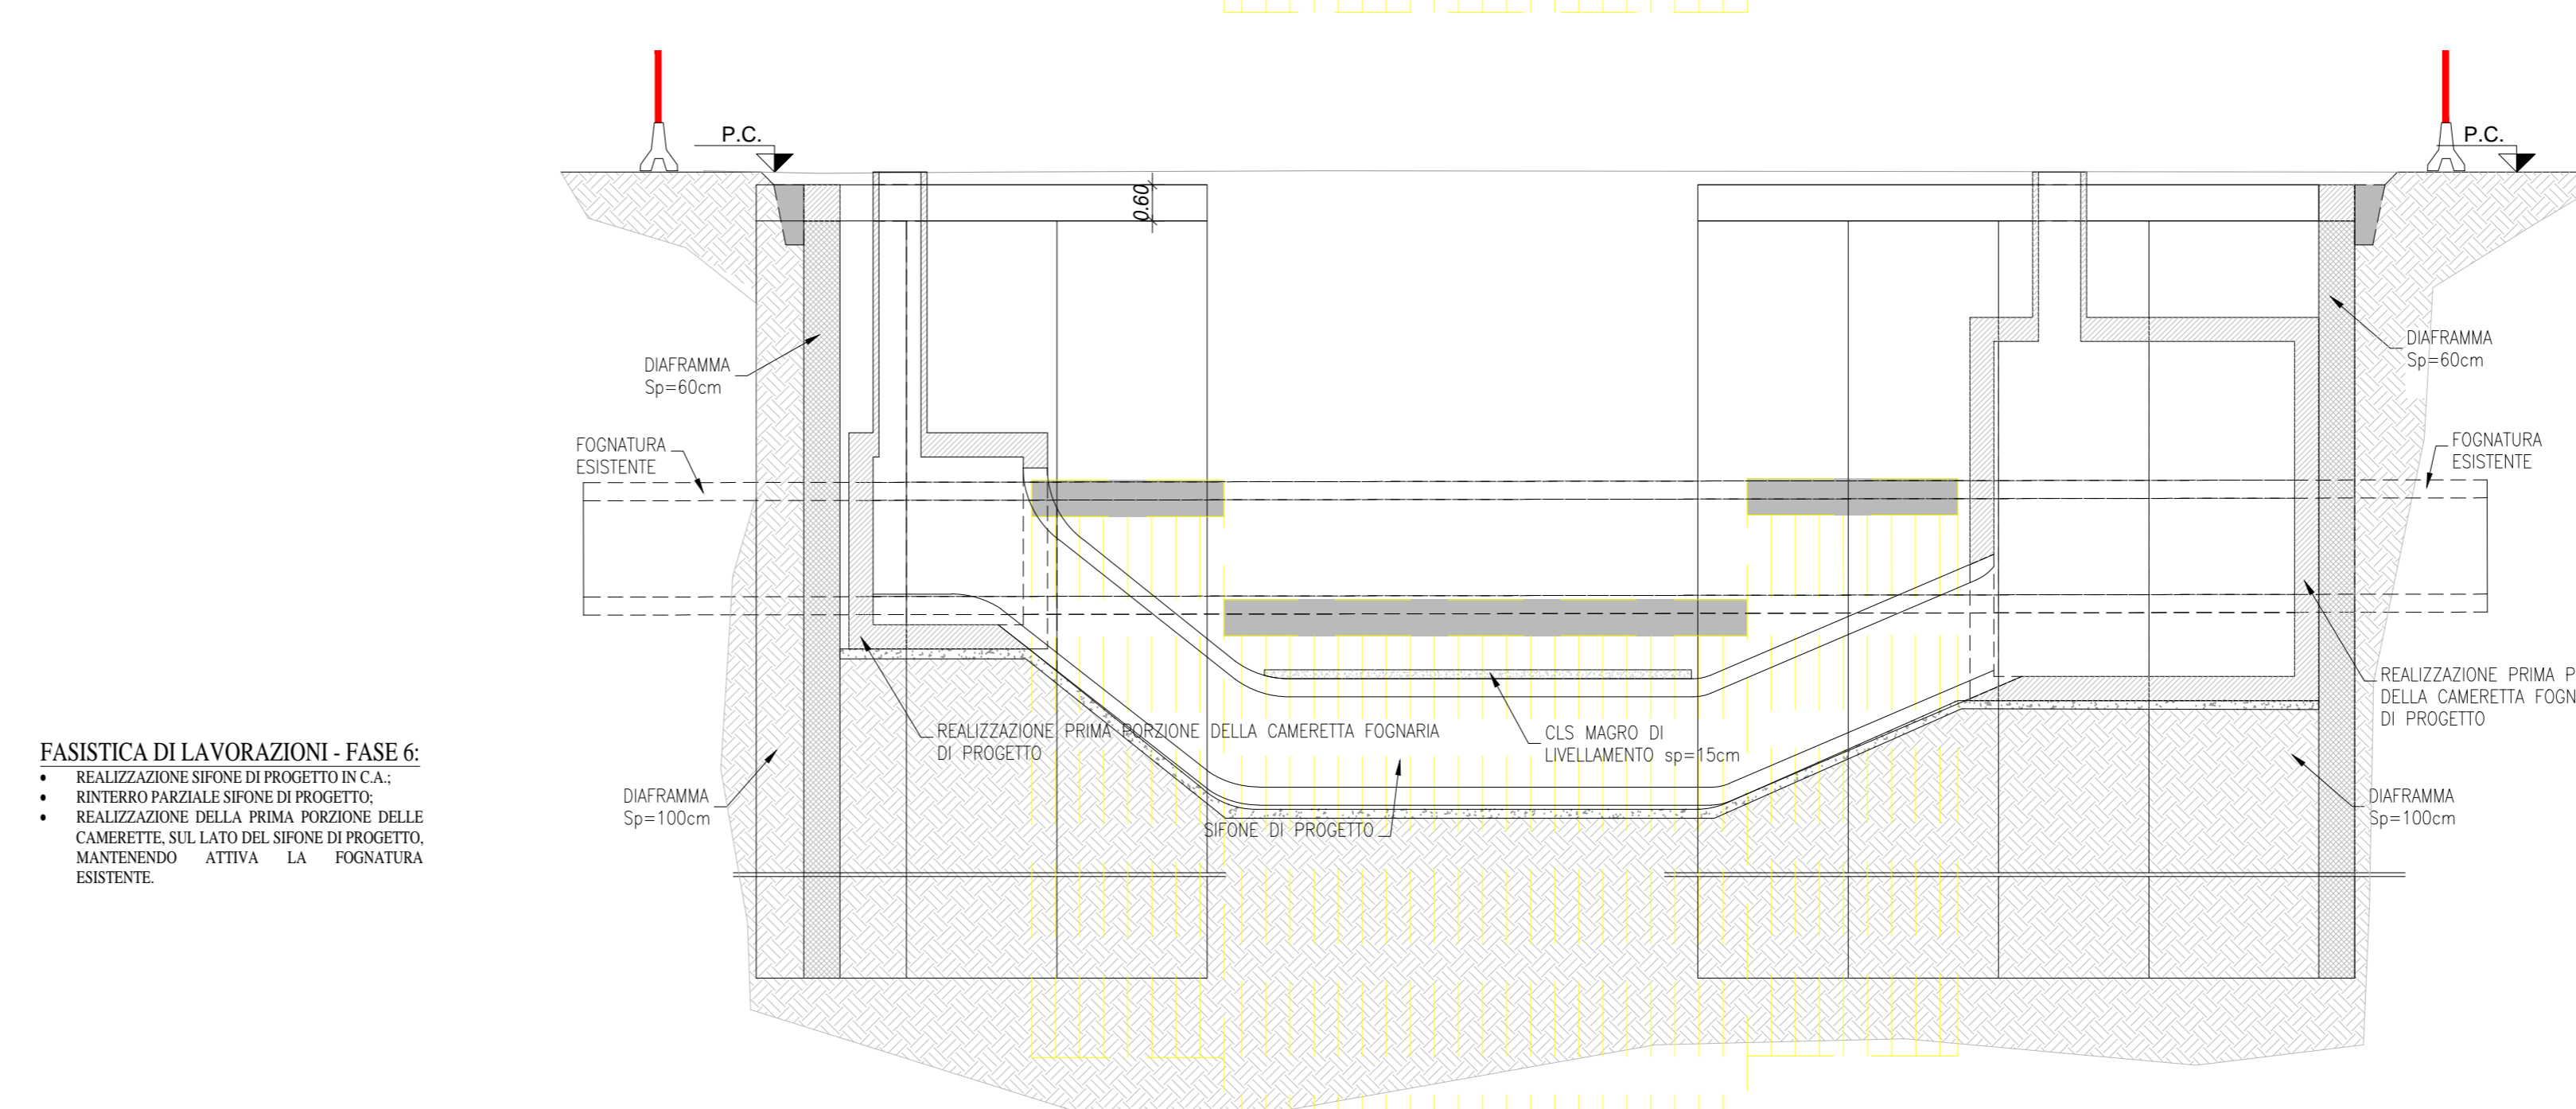 P.C.
P.C.
0.60
DIAFRAMMA
Sp=60cm
DIAFRAMMA
Sp=60cm
FOGNATURA
ESISTENTE
FOGNATURA
ESISTENTE
REALIZZAZIONE PRIMA P
DELLA CAMERETTA FOGN
DI PROGETTO
REALIZZAZIONE PRIMA PORZIONE DELLA CAMERETTA FOGNARIA
DI PROGETTO
CLS MAGRO DI
LIVELLAMENTO sp=15cm
FASISTICA DI LAVORAZIONI - FASE 6:
• REALIZZAZIONE SIFONE DI PROGETTO IN C.A.;
• RINTERRO PARZIALE SIFONE DI PROGETTO;
• REALIZZAZIONE DELLA PRIMA PORZIONE DELLE
CAMERETTE, SUL LATO DEL SIFONE DI PROGETTO,
MANTENENDO ATTIVA LA FOGNATURA
ESISTENTE.
DIAFRAMMA
Sp=100cm
SIFONE DI PROGETTO
DIAFRAMMA
Sp=100cm